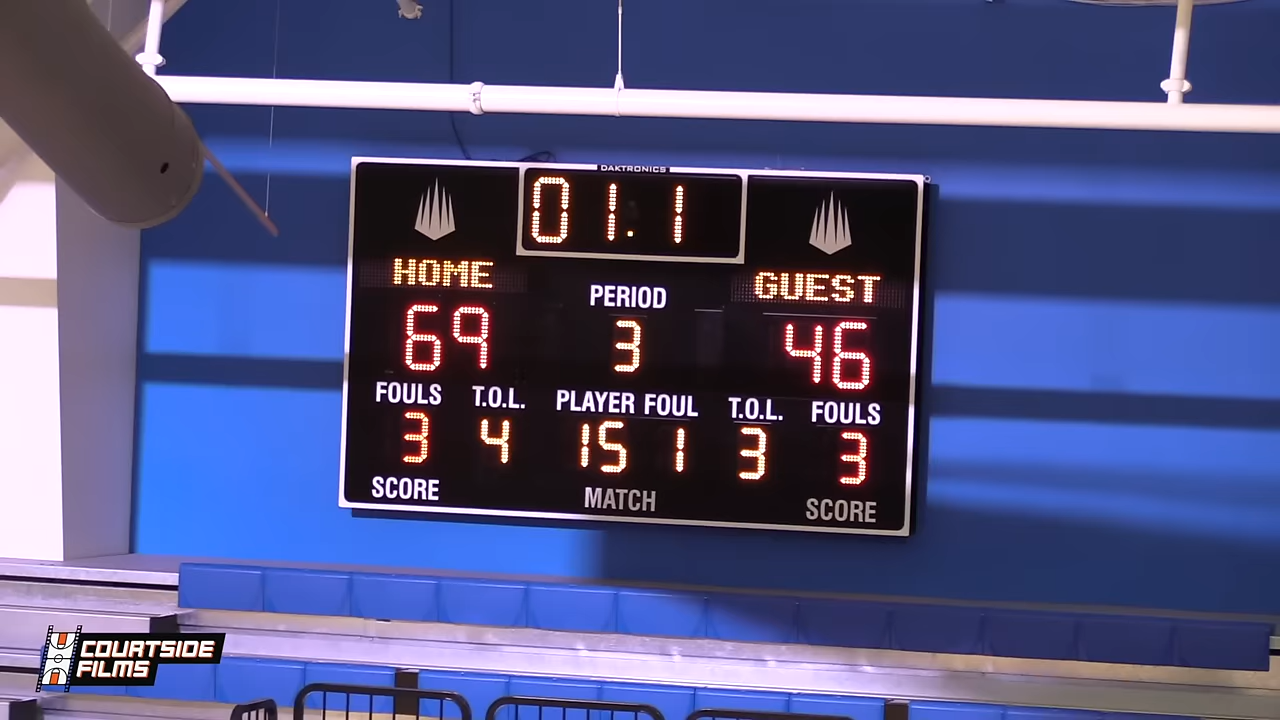 DAKTRONICS
01.1
HOME
GUEST
PERIOD
69
3
46
FOULS
T.O.L.
PLAYER FOUL
T.O.L.
FOULS
3
4
15 1
3
3
SCORE
MATCH
SCORE
COURTSIDE
FILMS